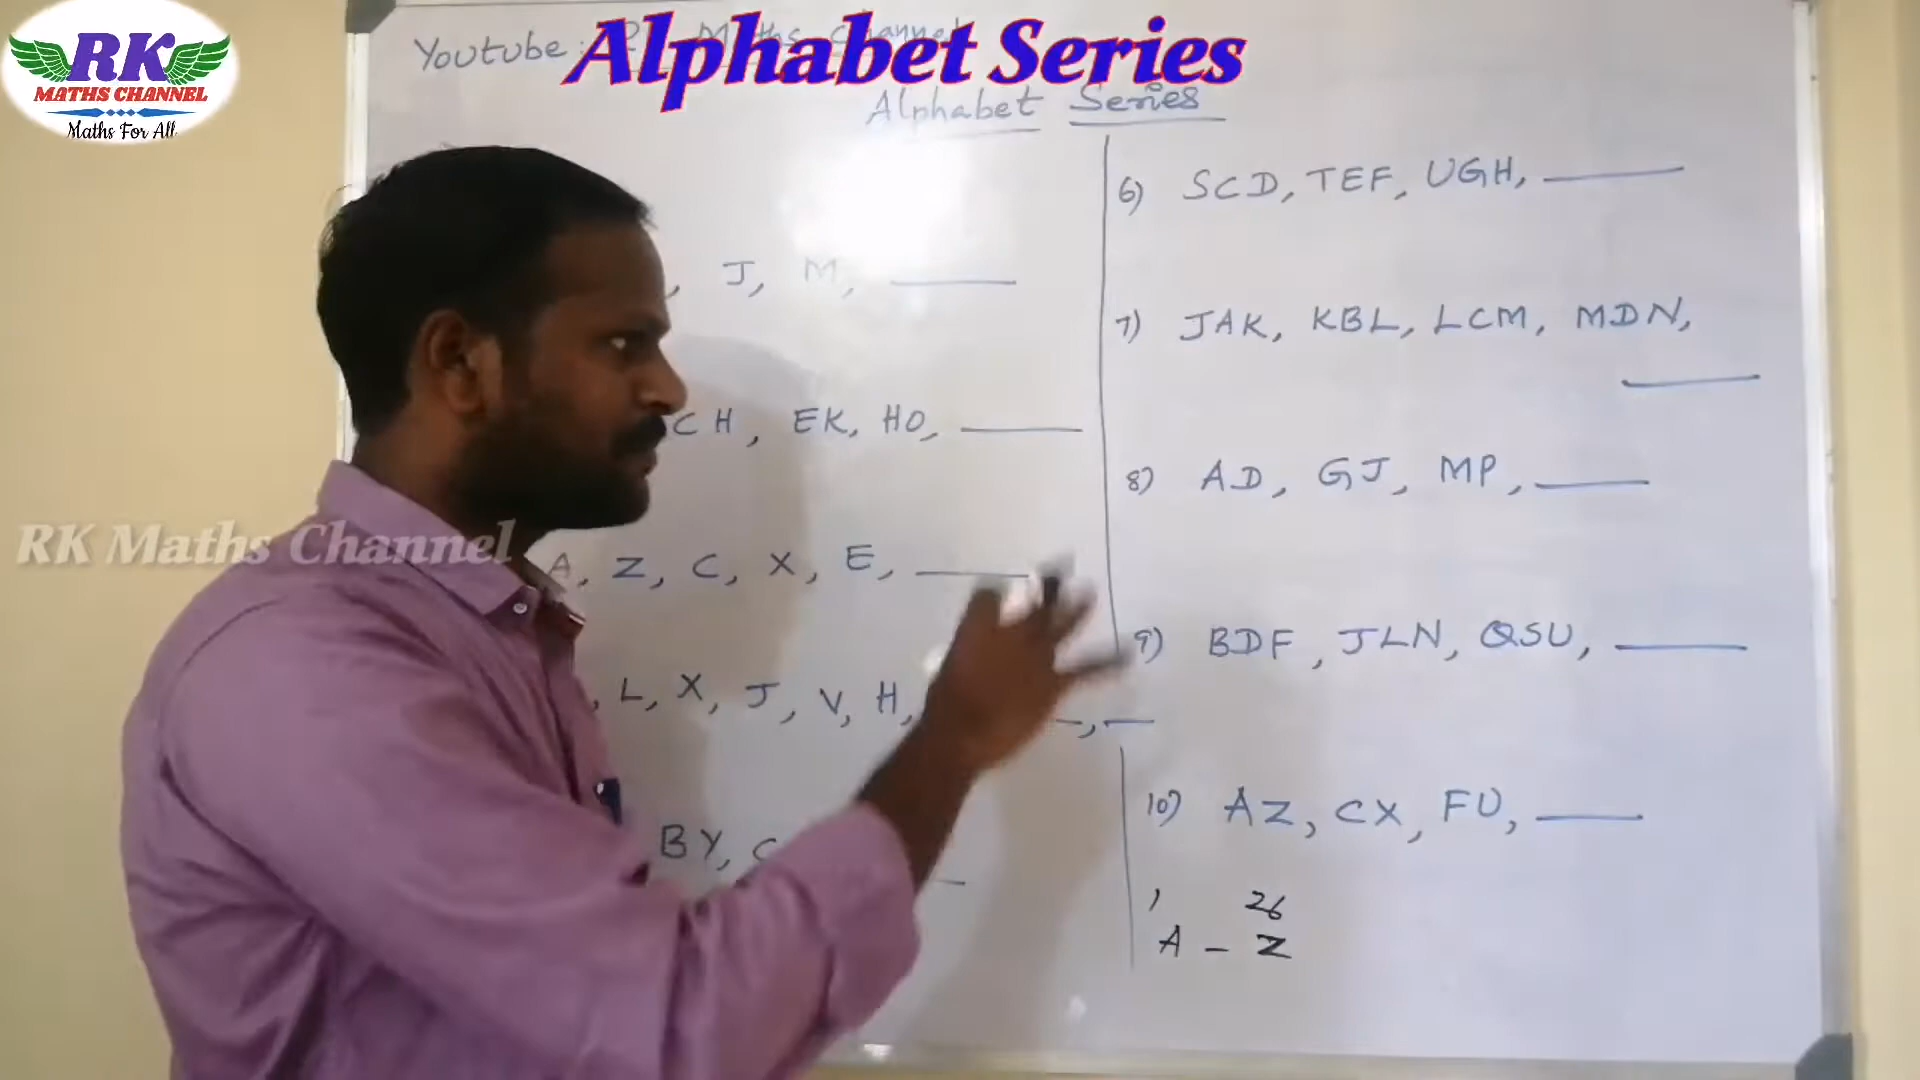 RK
MATHS CHANNEL
Maths For All
Alphabet Series
Youtube :
Alphabet Series
J, M,
CH, EK, HO,
RK Maths Channel
A, Z, C, X, E,
L, X, J, V, H,
BY,
6) SCD, TEF, UGH,
7) JAK, KBL, LCM, MDN,
8) AD, GJ, MP,
9) BDF, JLN, QSU,
10) AZ, CX, FU,
1 26
A - Z